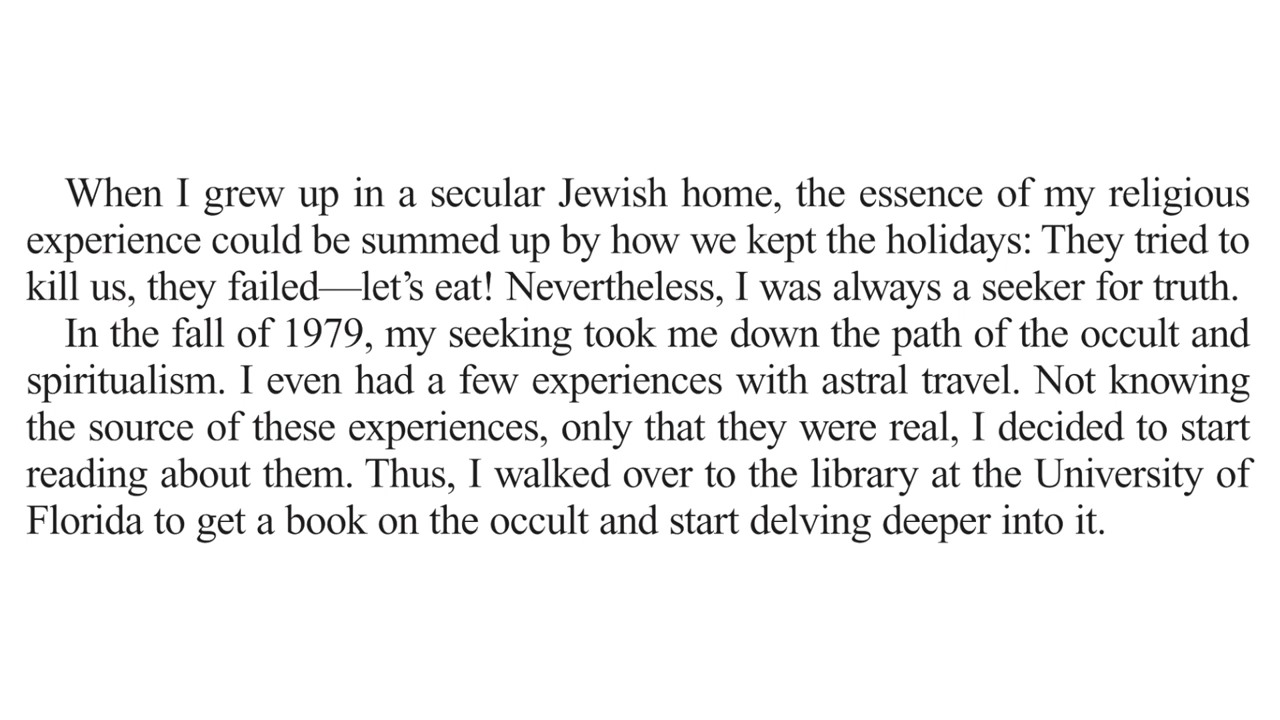 When I grew up in a secular Jewish home, the essence of my religious
experience could be summed up by how we kept the holidays: They tried to
kill us, they failed—let’s eat! Nevertheless, I was always a seeker for truth.
In the fall of 1979, my seeking took me down the path of the occult and
spiritualism. I even had a few experiences with astral travel. Not knowing
the source of these experiences, only that they were real, I decided to start
reading about them. Thus, I walked over to the library at the University of
Florida to get a book on the occult and start delving deeper into it.